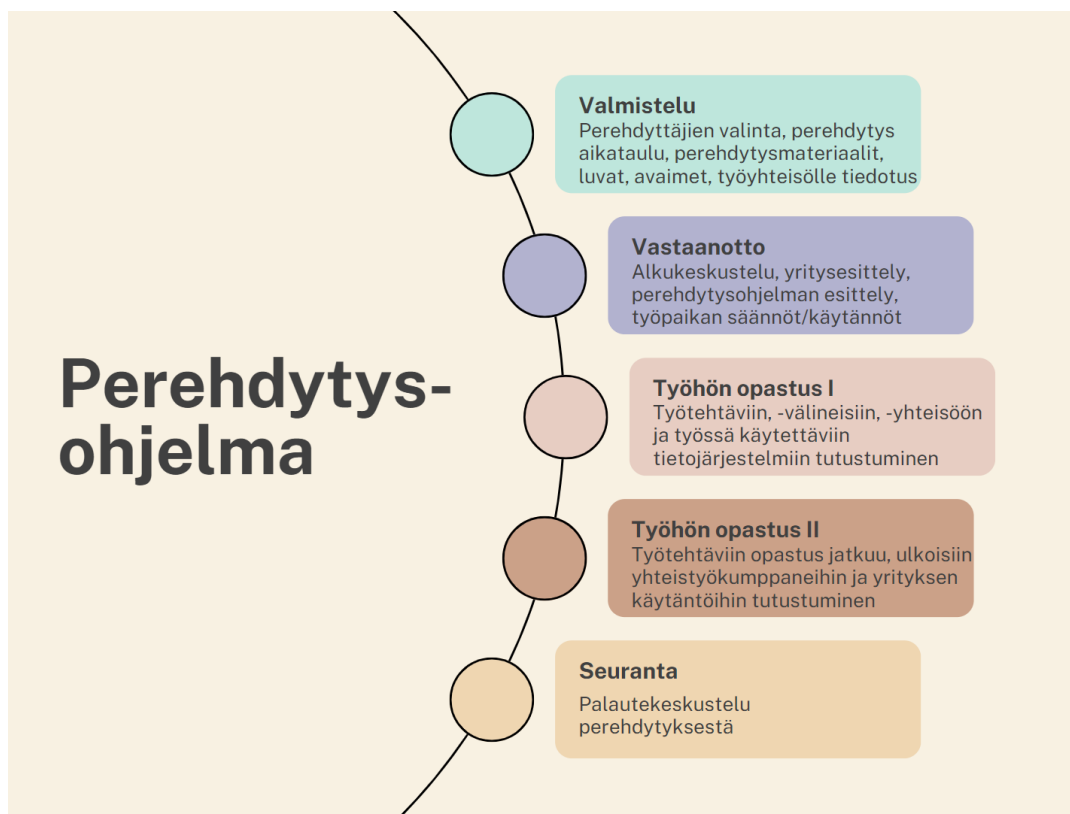 Perehdytys-
ohjelma
Valmistelu
Perehdyttäjien valinta, perehdytys
aikataulu, perehdytysmateriaalit,
luvat, avaimet, työyhteisölle tiedotus
Vastaanotto
Alkukeskustelu, yritysesittely,
perehdytysohjelman esittely,
työpaikan säännöt/käytännöt
Työhön opastus I
Työtehtäviin, -välineisiin, -yhteisöön
ja työssä käytettäviin
tietojärjestelmiin tutustuminen
Työhön opastus II
Työtehtäviin opastus jatkuu, ulkoisiin
yhteistyökumppaneihin ja yrityksen
käytäntöihin tutustuminen
Seuranta
Palautekeskustelu
perehdytyksestä